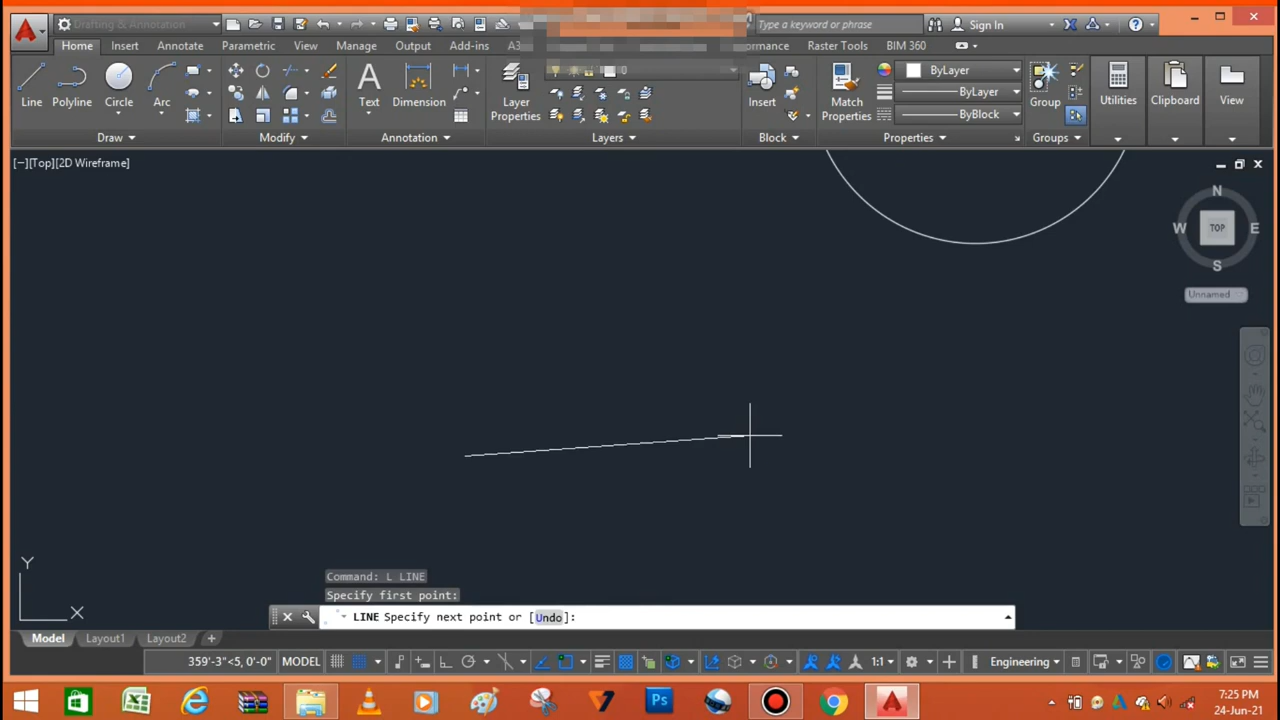 Drafting & Annotation
Type a keyword or phrase
Sign In
Home Insert Annotate Parametric View Manage Output Add-ins
Raster Tools BIM 360
Line Polyline Circle Arc
Text Dimension
Layer Properties
0
Insert
Match Properties
ByLayer
ByLayer
ByBlock
Group
Utilities Clipboard View
Draw Modify Annotation Layers Block Properties Groups
[−][Top][2D Wireframe]
N
W TOP E
S
Unnamed
Y
X
Command: L LINE
Specify first point:
LINE Specify next point or [Undo]:
Model Layout1 Layout2 +
359'-3"<5, 0'-0" MODEL 1:1 Engineering
7:25 PM
24-Jun-21